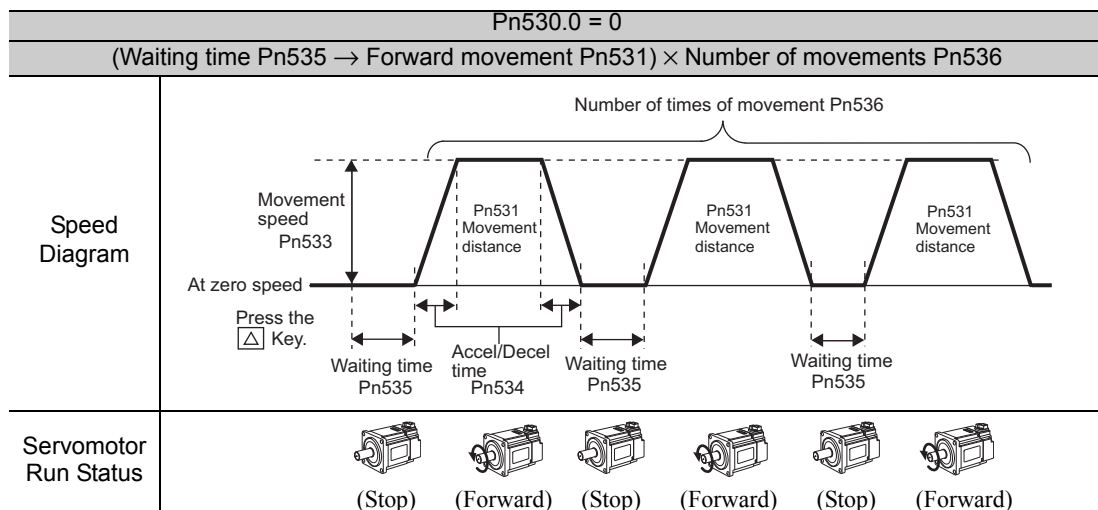 Pn530.0 = 0
(Waiting time Pn535 → Forward movement Pn531) × Number of movements Pn536
Speed
Diagram
Number of times of movement Pn536
Movement
speed
Pn533
Pn531
Movement
distance
Pn531
Movement
distance
Pn531
Movement
distance
At zero speed
Press the
△ Key.
Waiting time
Pn535
Accel/Decel
time
Pn534
Waiting time
Pn535
Waiting time
Pn535
Servomotor
Run Status
(Stop) (Forward) (Stop) (Forward) (Stop) (Forward)